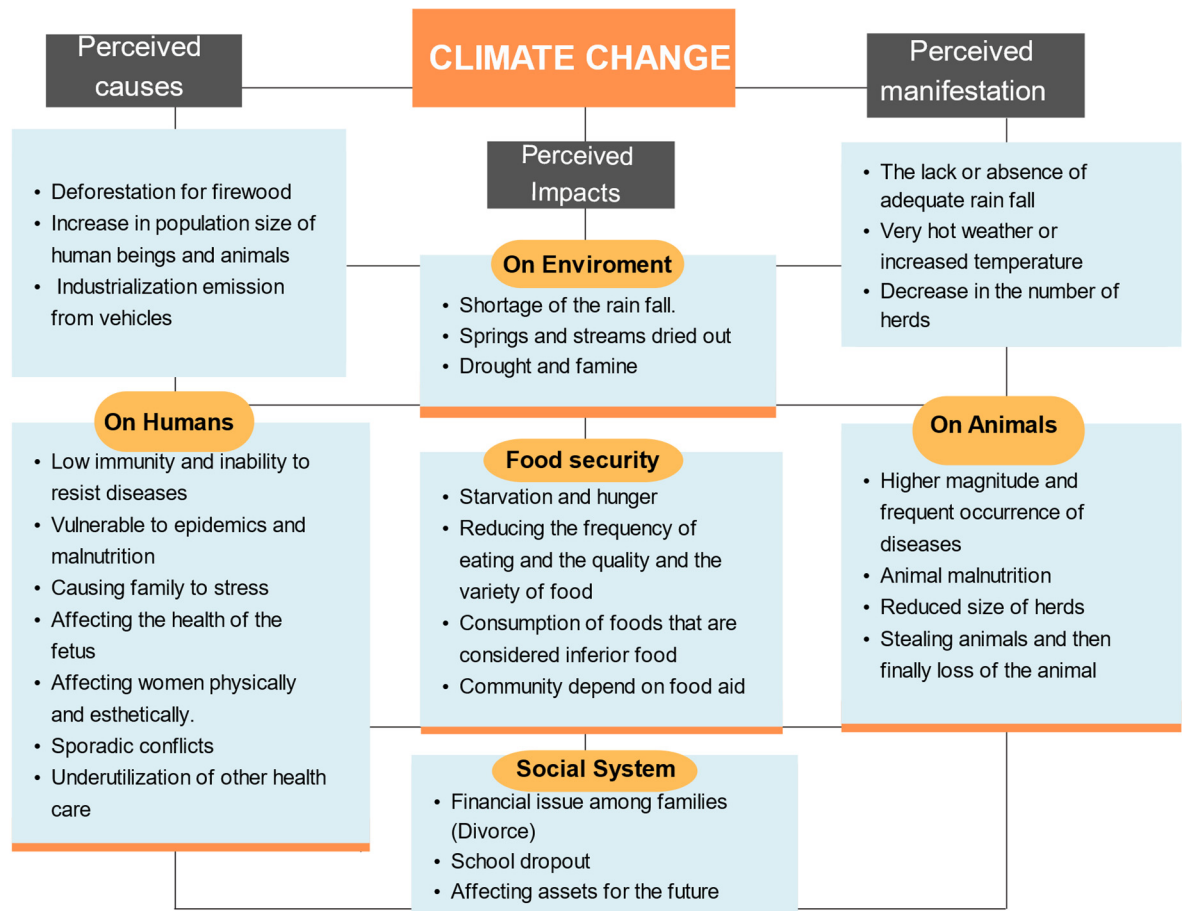 CLIMATE CHANGE
Perceived
causes
Deforestation for firewood
Increase in population size of
human beings and animals
Industrialization emission
from vehicles
Perceived
Impacts
Perceived
manifestation
The lack or absence of
adequate rain fall
Very hot weather or
increased temperature
Decrease in the number of
herds
On Enviroment
Shortage of the rain fall.
Springs and streams dried out
Drought and famine
On Humans
Low immunity and inability to
resist diseases
Vulnerable to epidemics and
malnutrition
Causing family to stress
Affecting the health of the
fetus
Affecting women physically
and esthetically.
Sporadic conflicts
Underutilization of other health
care
Food security
Starvation and hunger
Reducing the frequency of
eating and the quality and the
variety of food
Consumption of foods that are
considered inferior food
Community depend on food aid
On Animals
Higher magnitude and
frequent occurrence of
diseases
Animal malnutrition
Reduced size of herds
Stealing animals and then
finally loss of the animal
Social System
Financial issue among families
(Divorce)
School dropout
Affecting assets for the future